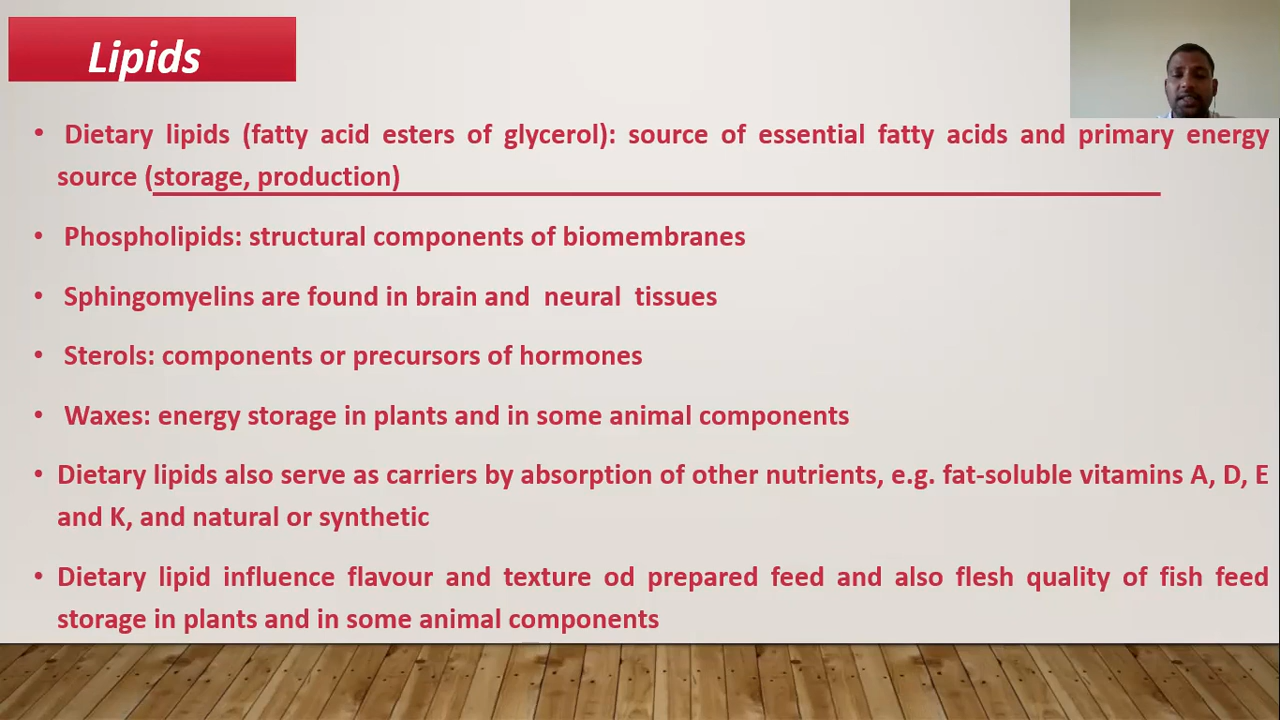 Lipids
• Dietary lipids (fatty acid esters of glycerol): source of essential fatty acids and primary energy
source (storage, production)
• Phospholipids: structural components of biomembranes
• Sphingomyelins are found in brain and neural tissues
• Sterols: components or precursors of hormones
• Waxes: energy storage in plants and in some animal components
• Dietary lipids also serve as carriers by absorption of other nutrients, e.g. fat-soluble vitamins A, D, E
and K, and natural or synthetic
• Dietary lipid influence flavour and texture od prepared feed and also flesh quality of fish feed
storage in plants and in some animal components